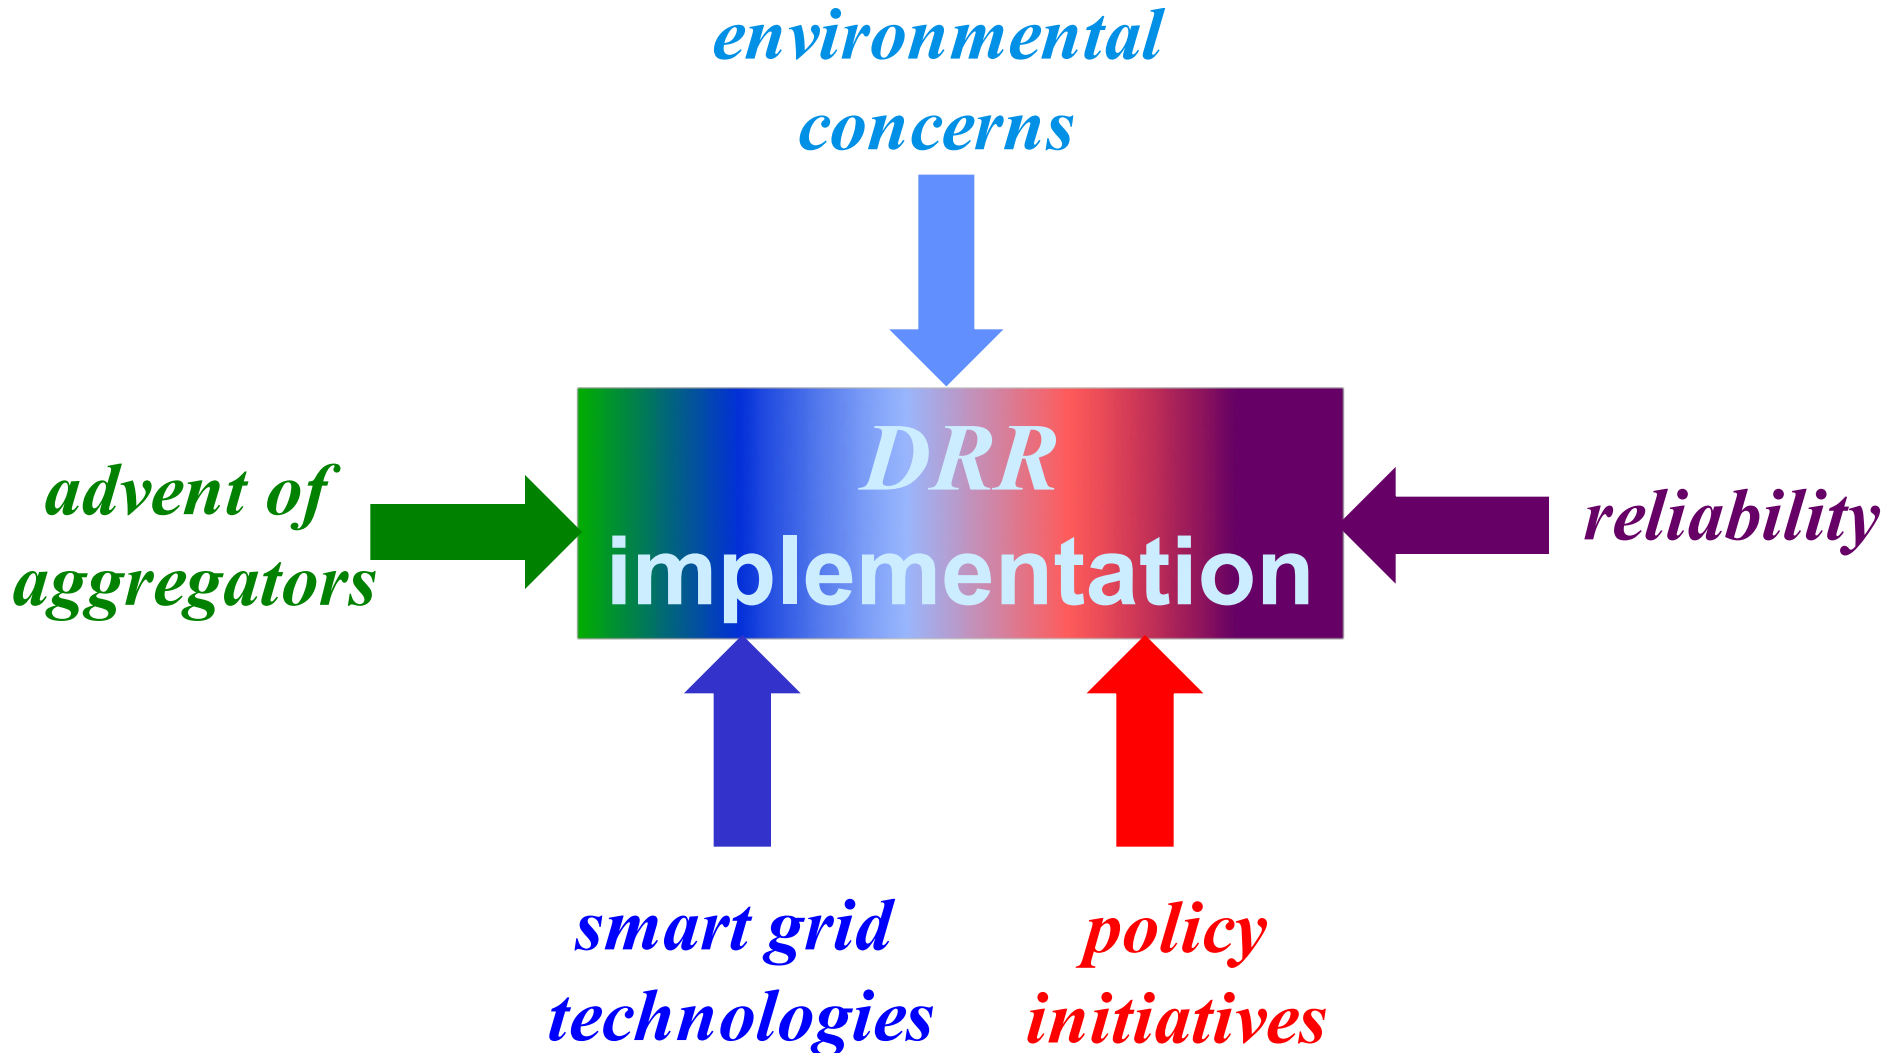 environmental
concerns
advent of
aggregators
DRR
implementation
reliability
smart grid
technologies
policy
initiatives